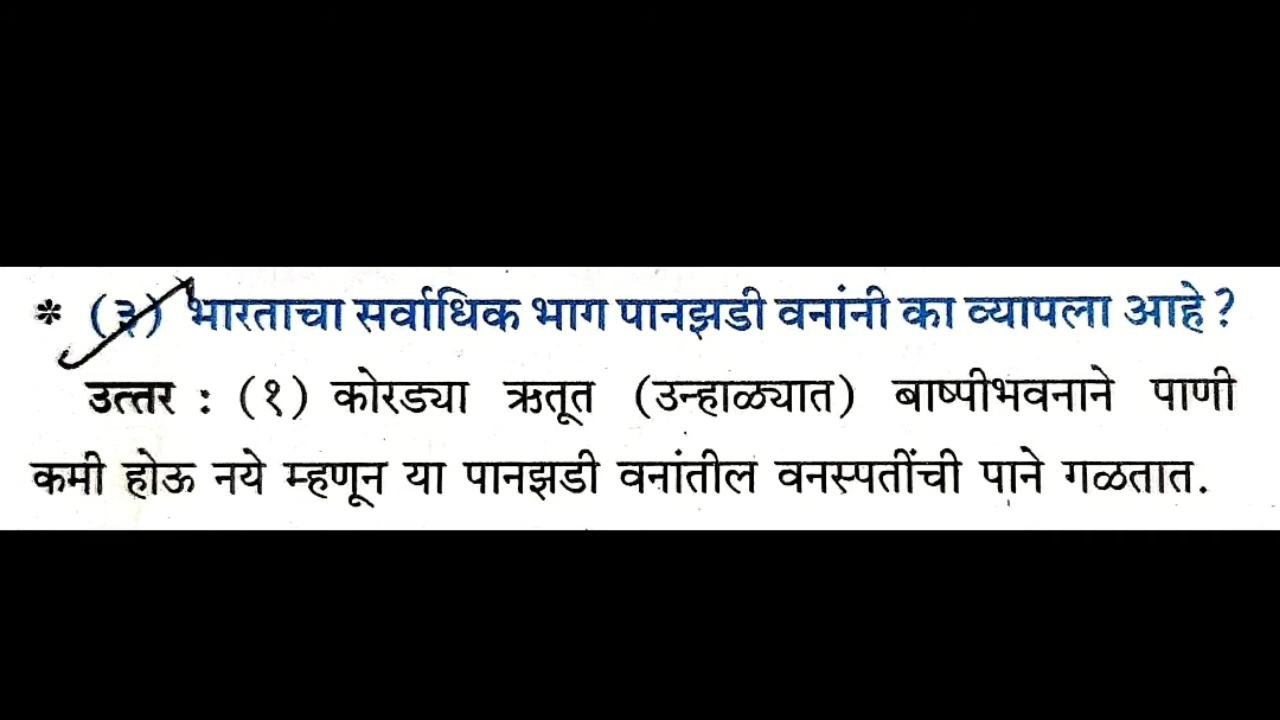 * (३) भारताचा सर्वाधिक भाग पानझडी वनांनी का व्यापला आहे ?
उत्तर : (१) कोरड्या ऋतूत (उन्हाळ्यात) बाष्पीभवनाने पाणी
कमी होऊ नये म्हणून या पानझडी वनांतील वनस्पतींची पाने गळतात.